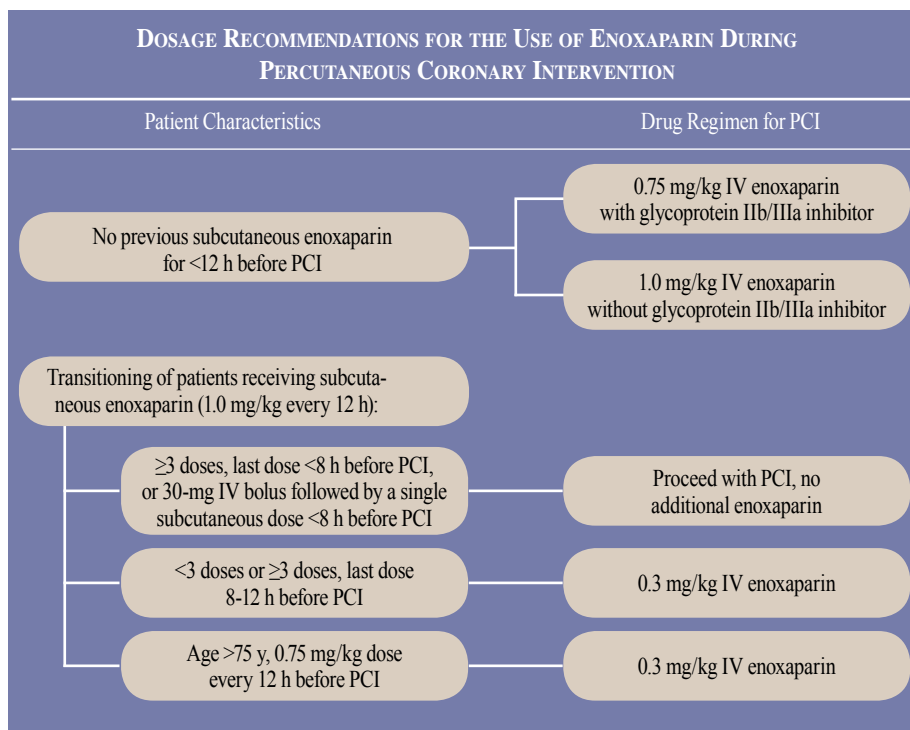 DOSAGE RECOMMENDATIONS FOR THE USE OF ENOXAPARIN DURING
PERCUTANEOUS CORONARY INTERVENTION
Patient Characteristics
Drug Regimen for PCI
No previous subcutaneous enoxaparin
for <12 h before PCI
0.75 mg/kg IV enoxaparin
with glycoprotein IIb/IIIa inhibitor
1.0 mg/kg IV enoxaparin
without glycoprotein IIb/IIIa inhibitor
Transitioning of patients receiving subcuta-
neous enoxaparin (1.0 mg/kg every 12 h):
≥3 doses, last dose <8 h before PCI,
or 30-mg IV bolus followed by a single
subcutaneous dose <8 h before PCI
Proceed with PCI, no
additional enoxaparin
<3 doses or ≥3 doses, last dose
8-12 h before PCI
0.3 mg/kg IV enoxaparin
Age >75 y, 0.75 mg/kg dose
every 12 h before PCI
0.3 mg/kg IV enoxaparin